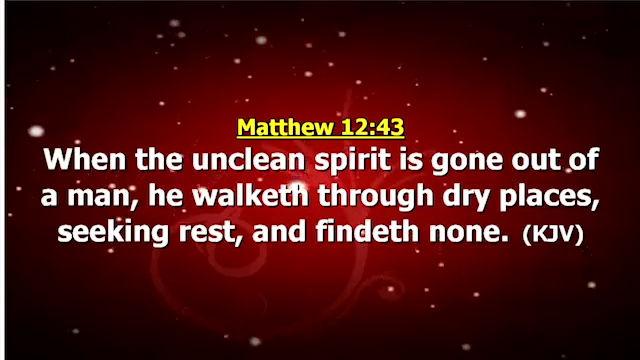 Matthew 12:43
When the unclean spirit is gone out of
a man, he walketh through dry places,
seeking rest, and findeth none. (KJV)